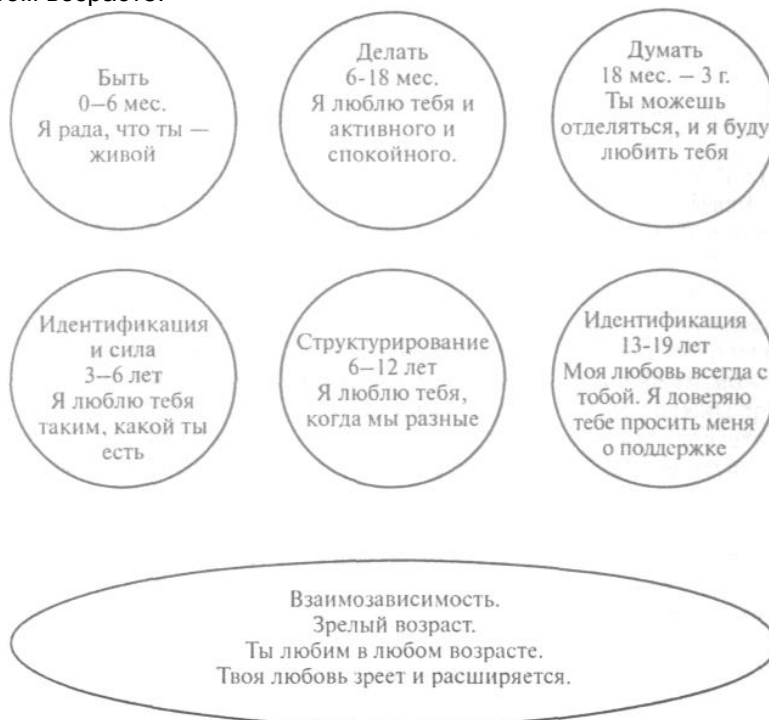 Быть
0–6 мес.
Я рада, что ты —
живой
Делать
6-18 мес.
Я люблю тебя и
активного и
спокойного.
Думать
18 мес. – 3 г.
Ты можешь
отделяться, и я буду
любить тебя
Идентификация
и сила
3–6 лет
Я люблю тебя
таким, какой ты
есть
Структурирование
6–12 лет
Я люблю тебя,
когда мы разные
Идентификация
13-19 лет
Моя любовь всегда с
тобой. Я доверяю
тебе просить меня
о поддержке
Взаимозависимость.
Зрелый возраст.
Ты любим в любом возрасте.
Твоя любовь зреет и расширяется.